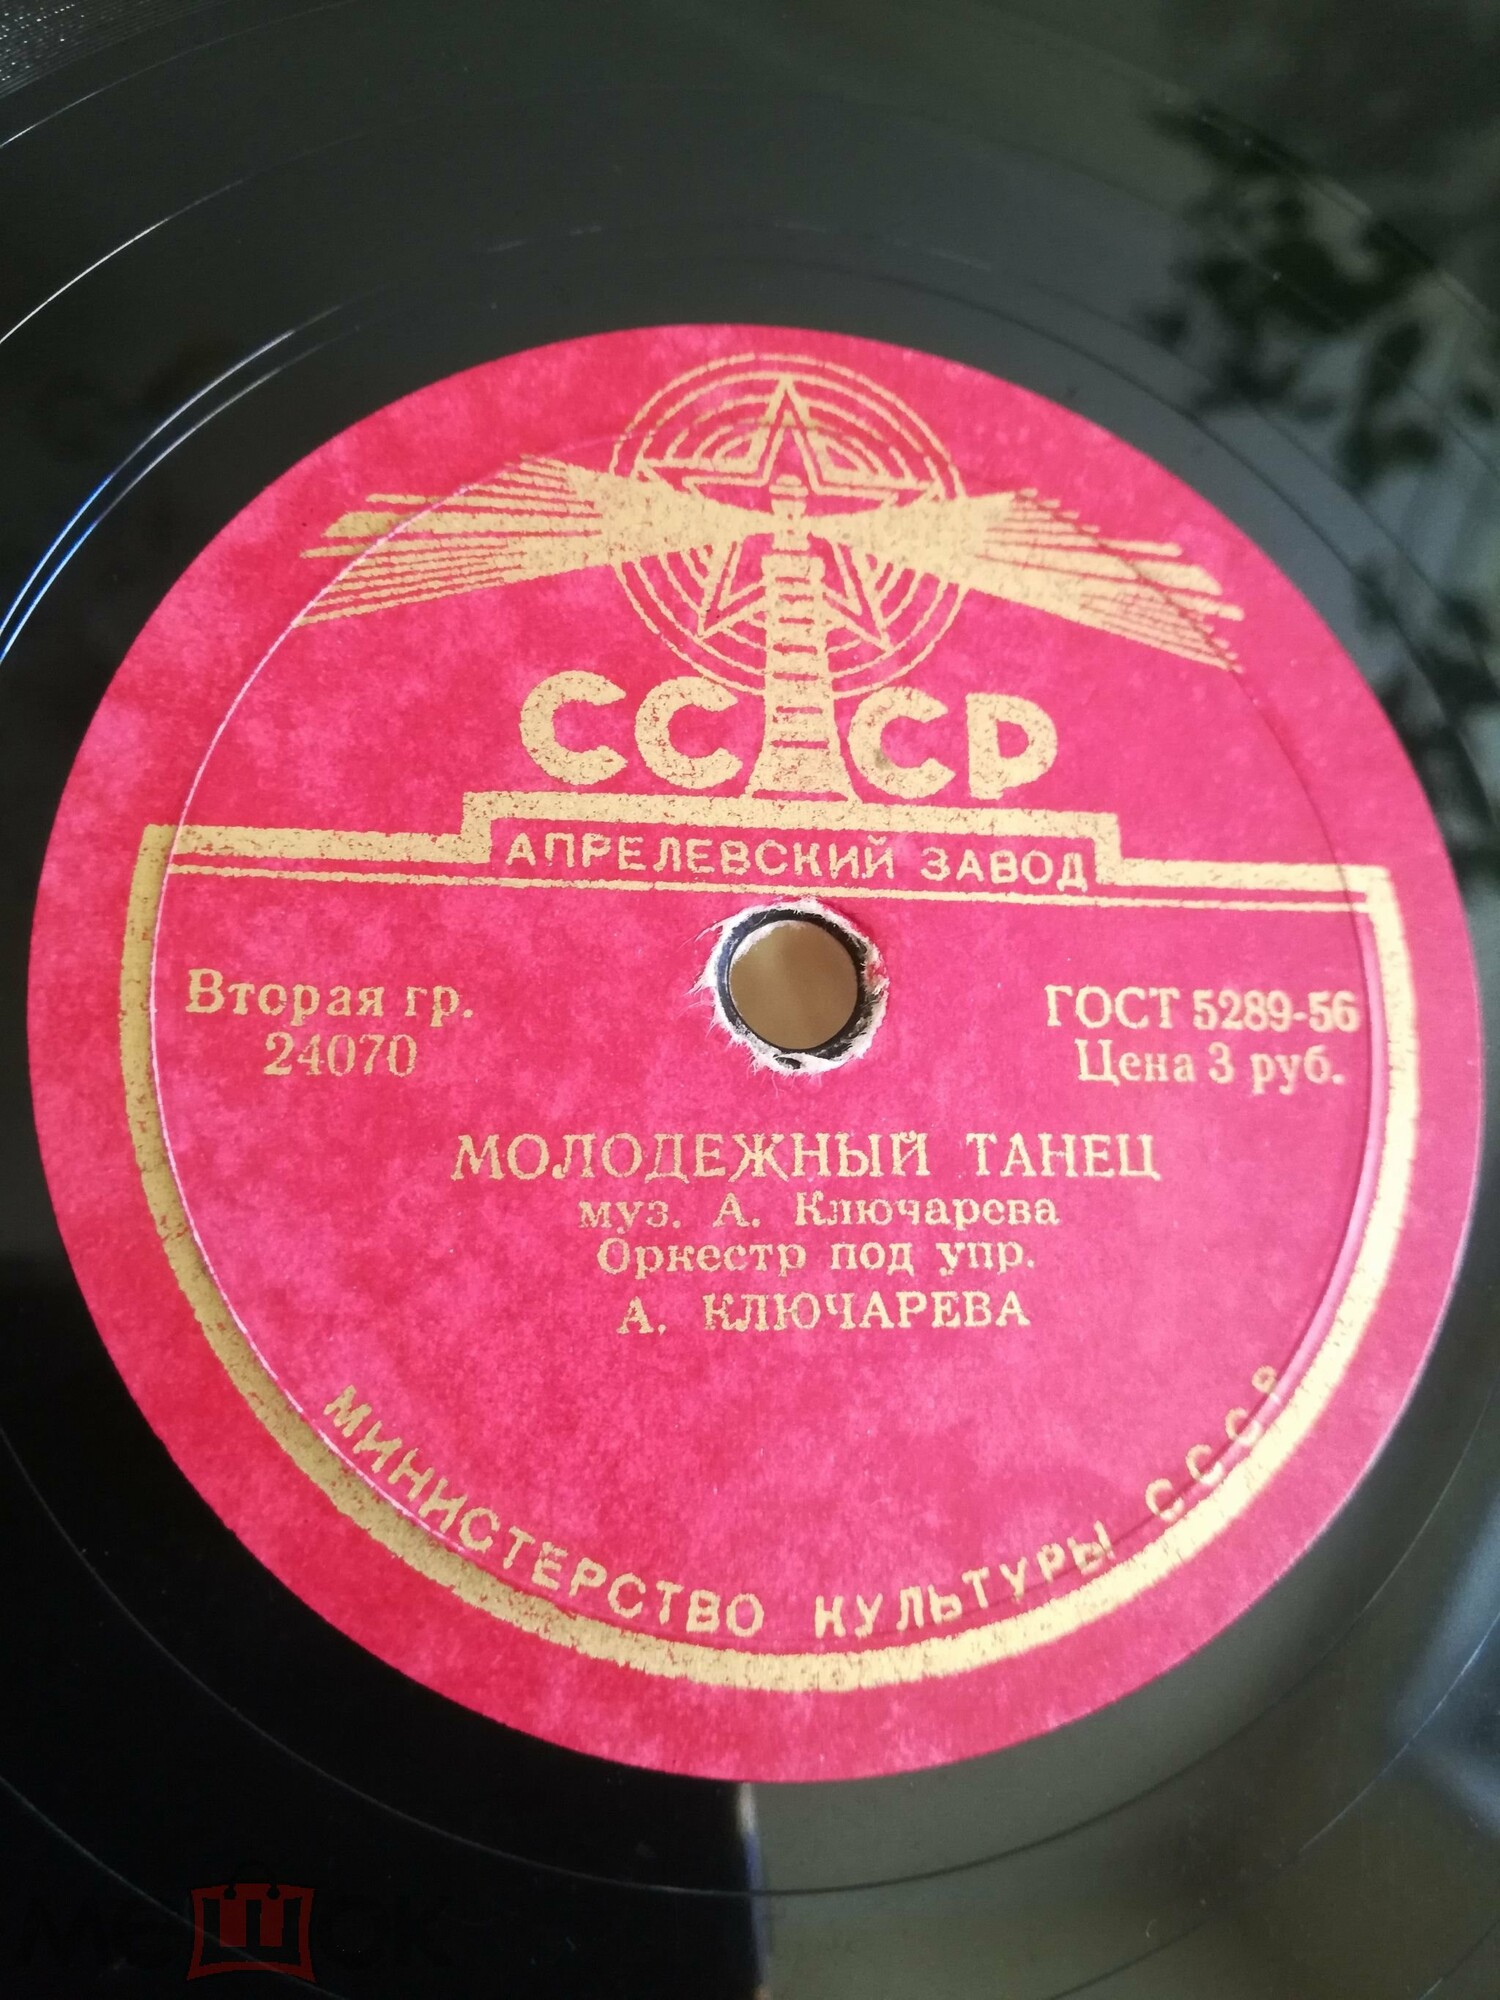 СССР
АПРЕЛЕВСКИЙ ЗАВОД
Вторая гр.
24070
ГОСТ 5289-56
Цена 3 руб.
МОЛОДЕЖНЫЙ ТАНЕЦ
муз. А. Ключарева
Оркестр под упр.
А. КЛЮЧАРЕВА
МИНИСТЕРСТВО КУЛЬТУРЫ СССР
мешок